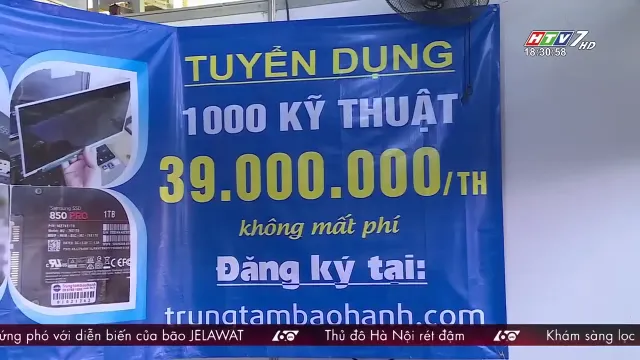 HTV7 HD
18:30:58
TUYỂN DỤNG
1000 KỸ THUẬT
39.000.000/TH
không mất phí
Đăng ký tại:
trungtambaohanh.com
Samsung SSD
850 PRO 1TB
ứng phó với diễn biến của bão JELAWAT 60 Thủ đô Hà Nội rét đậm 60 Khám sàng lọc